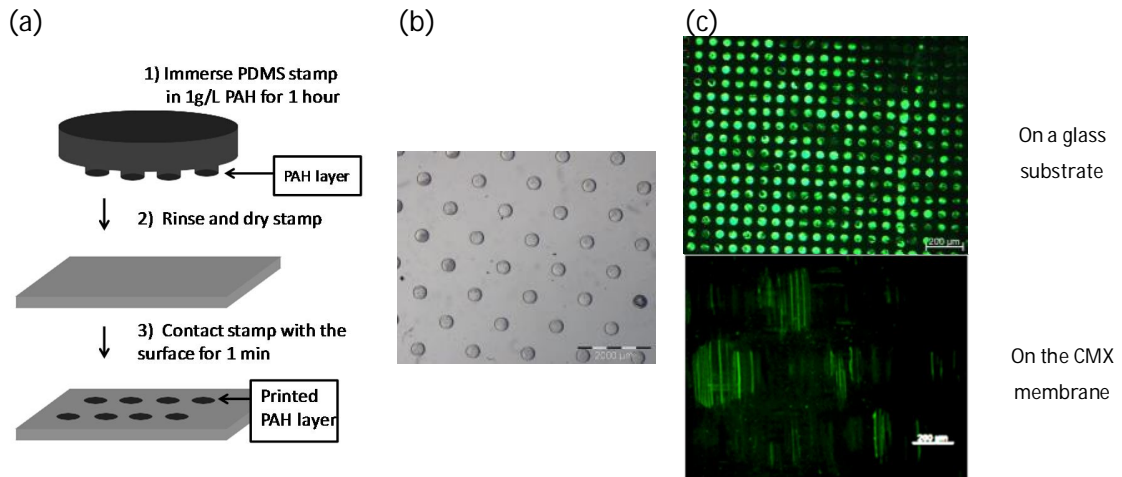 (a)
1) Immerse PDMS stamp
in 1g/L PAH for 1 hour
PAH layer
2) Rinse and dry stamp
3) Contact stamp with the
surface for 1 min
Printed
PAH layer
(b)
2000 µm
(c)
200 µm
On a glass
substrate
200 µm
On the CMX
membrane